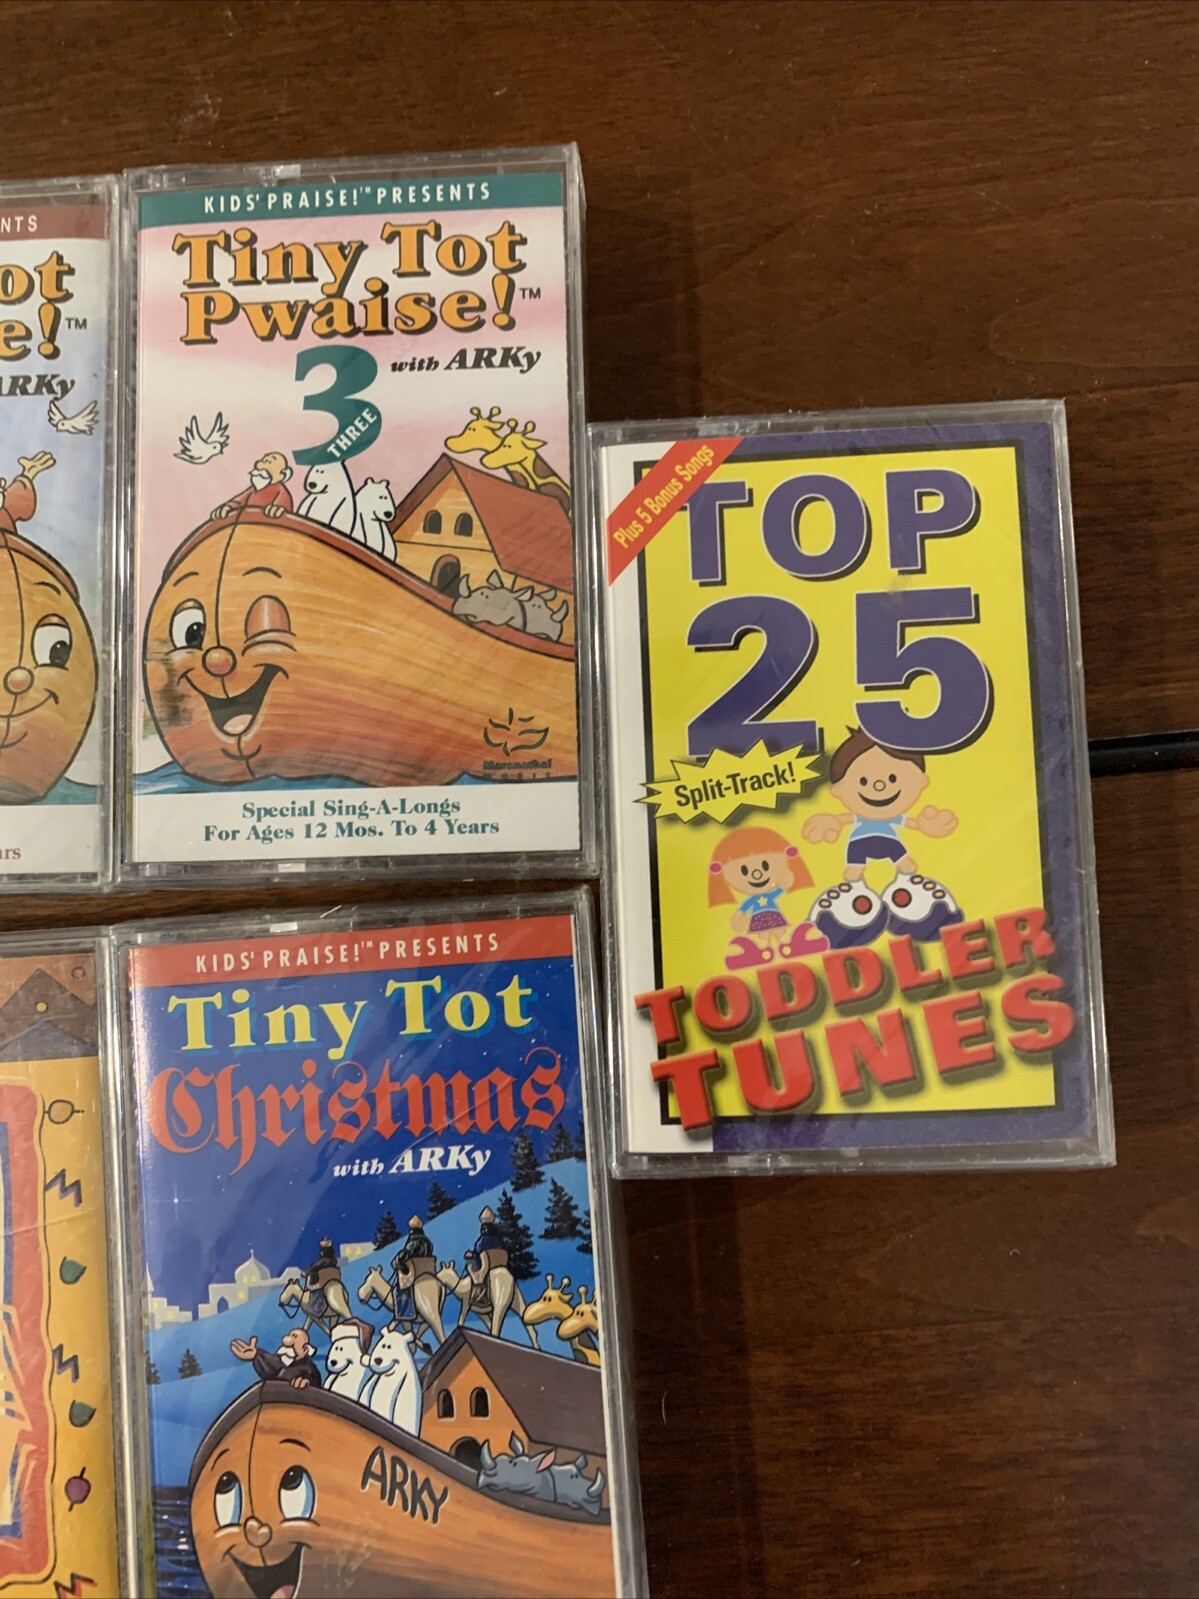 NTS
ot
e!™
ARKy
ars
KIDS' PRAISE!™ PRESENTS
Tiny Tot
Pwaise!™
3 with ARKy
THREE
Maranatha!
Special Sing-A-Longs
For Ages 12 Mos. To 4 Years
Plus 5 Bonus Songs
TOP
25
Split-Track!
TODDLER
TUNES
KIDS' PRAISE!™ PRESENTS
Tiny Tot
Christmas
with ARKy
ARKY